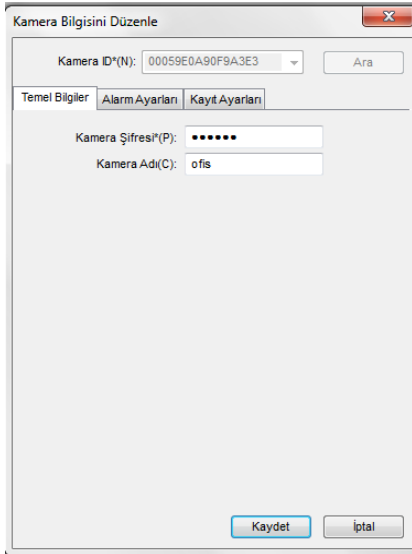 Kamera Bilgisini Düzenle
Kamera ID*(N): 00059E0A90F9A3E3 Ara
Temel Bilgiler Alarm Ayarları Kayıt Ayarları
Kamera Şifresi*(P): ••••••
Kamera Adı(C): ofis
Kaydet İptal